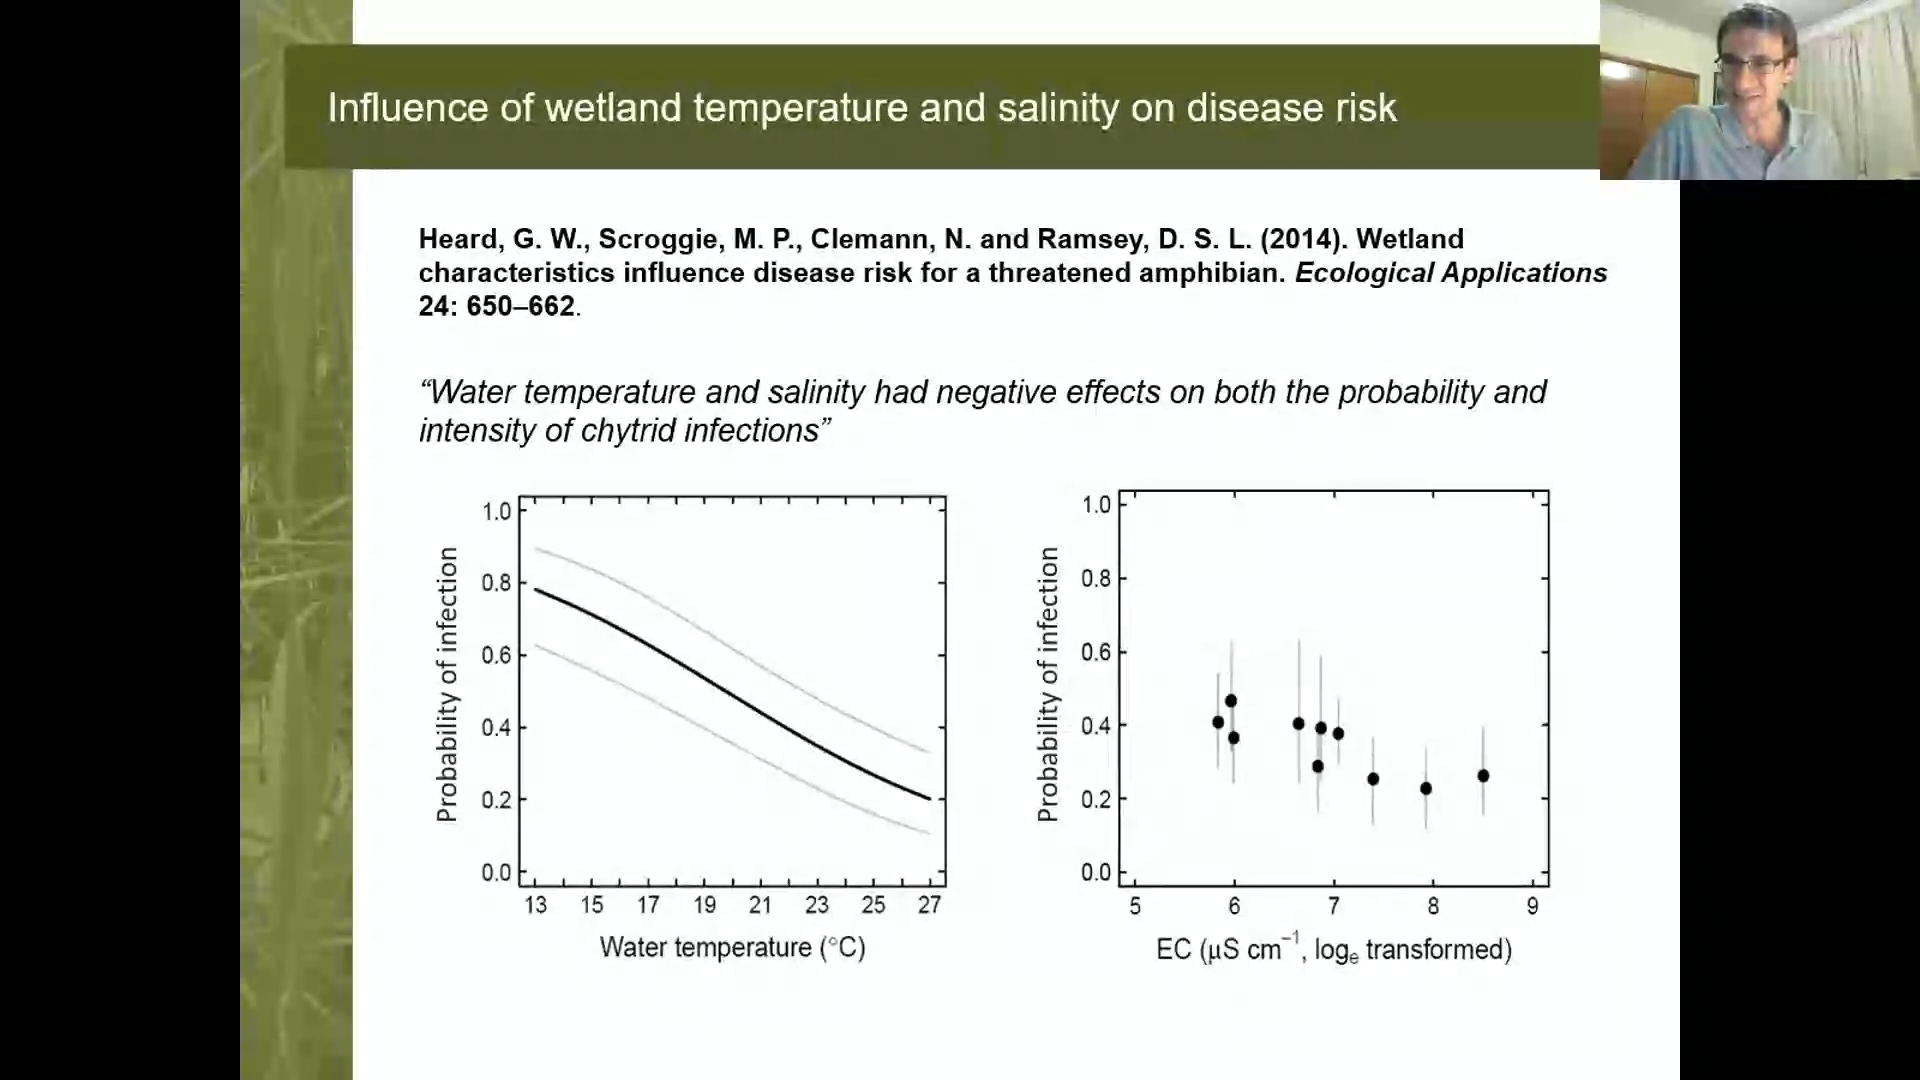 Influence of wetland temperature and salinity on disease risk
Heard, G. W., Scroggie, M. P., Clemann, N. and Ramsey, D. S. L. (2014). Wetland
characteristics influence disease risk for a threatened amphibian. Ecological Applications
24: 650–662.
“Water temperature and salinity had negative effects on both the probability and
intensity of chytrid infections”
Probability of infection
1.0
0.8
0.6
0.4
0.2
0.0
13 15 17 19 21 23 25 27
Water temperature (°C)
Probability of infection
1.0
0.8
0.6
0.4
0.2
0.0
5 6 7 8 9
EC (μS cm⁻¹, logₑ transformed)